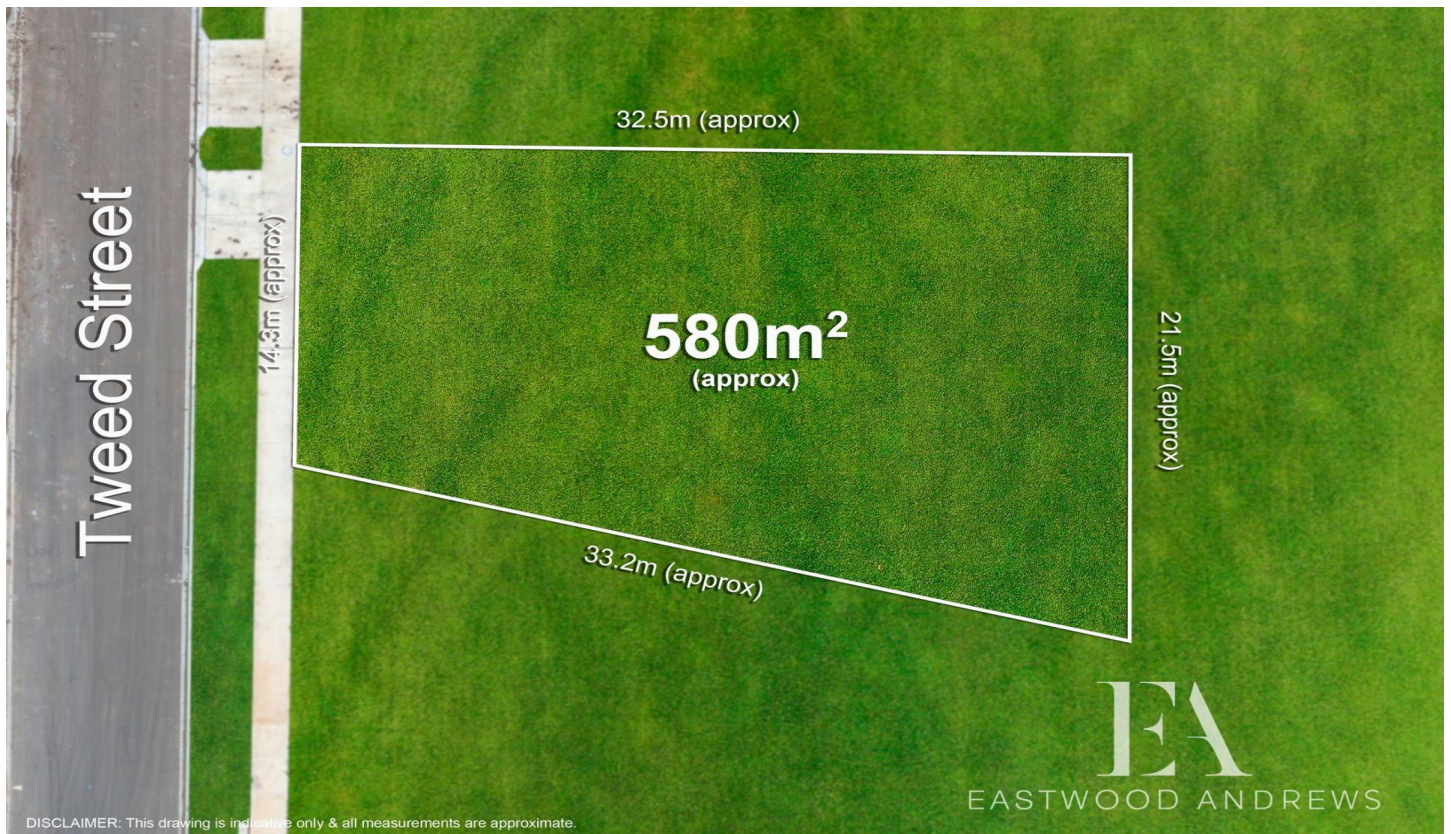 32.5m (approx)
Tweed Street
14.3m (approx)
580m²
(approx)
21.5m (approx)
33.2m (approx)
EA
EASTWOOD ANDREWS
DISCLAIMER: This drawing is indicative only & all measurements are approximate.